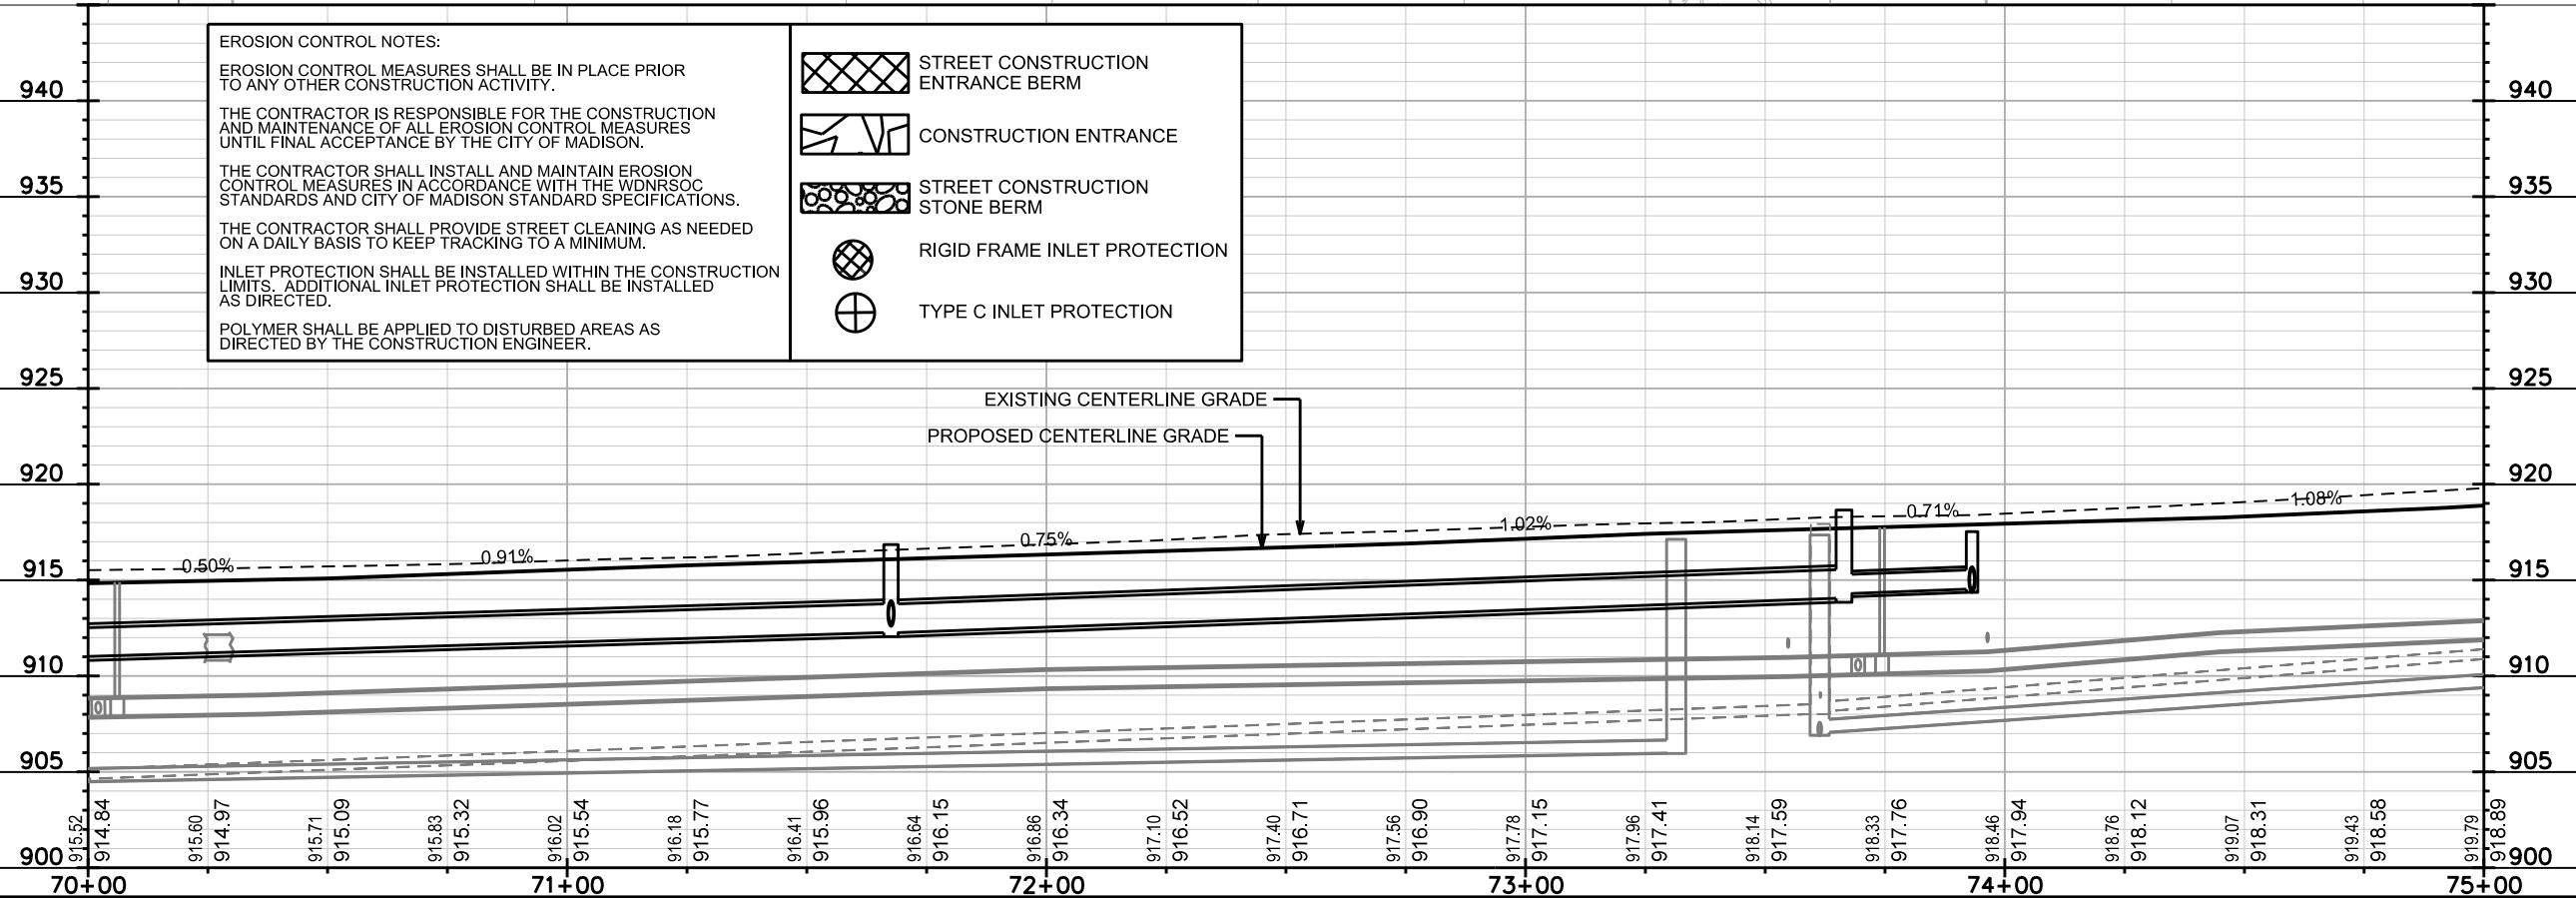 EROSION CONTROL NOTES:
EROSION CONTROL MEASURES SHALL BE IN PLACE PRIOR
TO ANY OTHER CONSTRUCTION ACTIVITY.
THE CONTRACTOR IS RESPONSIBLE FOR THE CONSTRUCTION
AND MAINTENANCE OF ALL EROSION CONTROL MEASURES
UNTIL FINAL ACCEPTANCE BY THE CITY OF MADISON.
THE CONTRACTOR SHALL INSTALL AND MAINTAIN EROSION
CONTROL MEASURES IN ACCORDANCE WITH THE WDNRSOC
STANDARDS AND CITY OF MADISON STANDARD SPECIFICATIONS.
THE CONTRACTOR SHALL PROVIDE STREET CLEANING AS NEEDED
ON A DAILY BASIS TO KEEP TRACKING TO A MINIMUM.
INLET PROTECTION SHALL BE INSTALLED WITHIN THE CONSTRUCTION
LIMITS. ADDITIONAL INLET PROTECTION SHALL BE INSTALLED
AS DIRECTED.
POLYMER SHALL BE APPLIED TO DISTURBED AREAS AS
DIRECTED BY THE CONSTRUCTION ENGINEER.
STREET CONSTRUCTION
ENTRANCE BERM
CONSTRUCTION ENTRANCE
STREET CONSTRUCTION
STONE BERM
RIGID FRAME INLET PROTECTION
TYPE C INLET PROTECTION
940
935
930
925
920
915
910
905
900
940
935
930
925
920
915
910
905
900
EXISTING CENTERLINE GRADE
PROPOSED CENTERLINE GRADE
0.50%
0.91%
0.75%
1.02%
0.71%
1.08%
915.52
914.84
915.60
914.97
915.71
915.09
915.83
915.32
916.02
915.54
916.18
915.77
916.41
915.96
916.64
916.15
916.86
916.34
917.10
916.52
917.40
916.71
917.56
916.90
917.78
917.15
917.96
917.41
918.14
917.59
918.33
917.76
918.46
917.94
918.76
918.12
919.07
918.31
919.43
918.58
919.79
918.89
70+00
71+00
72+00
73+00
74+00
75+00